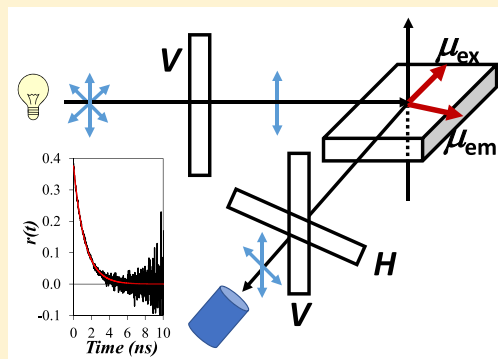 V
μex
μem
H
V
0.4
0.3
0.2
0.1
0.0
-0.1
r(t)
0 2 4 6 8 10
Time (ns)